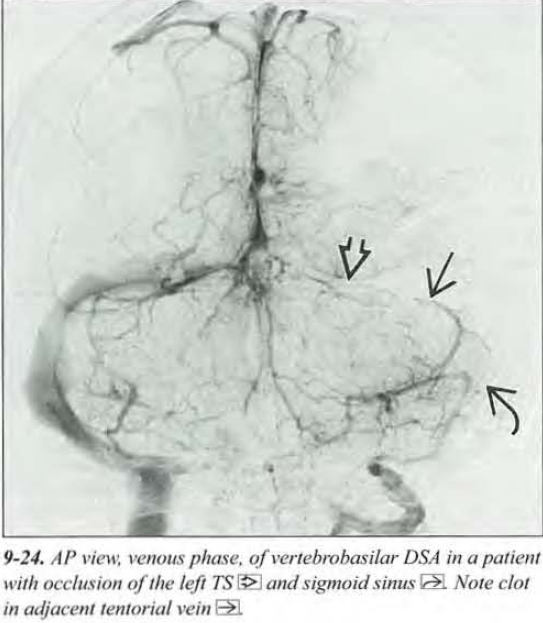 9-24. AP view, venous phase, of vertebrobasilar DSA in a patient
with occlusion of the left TS and sigmoid sinus. Note clot
in adjacent tentorial vein.